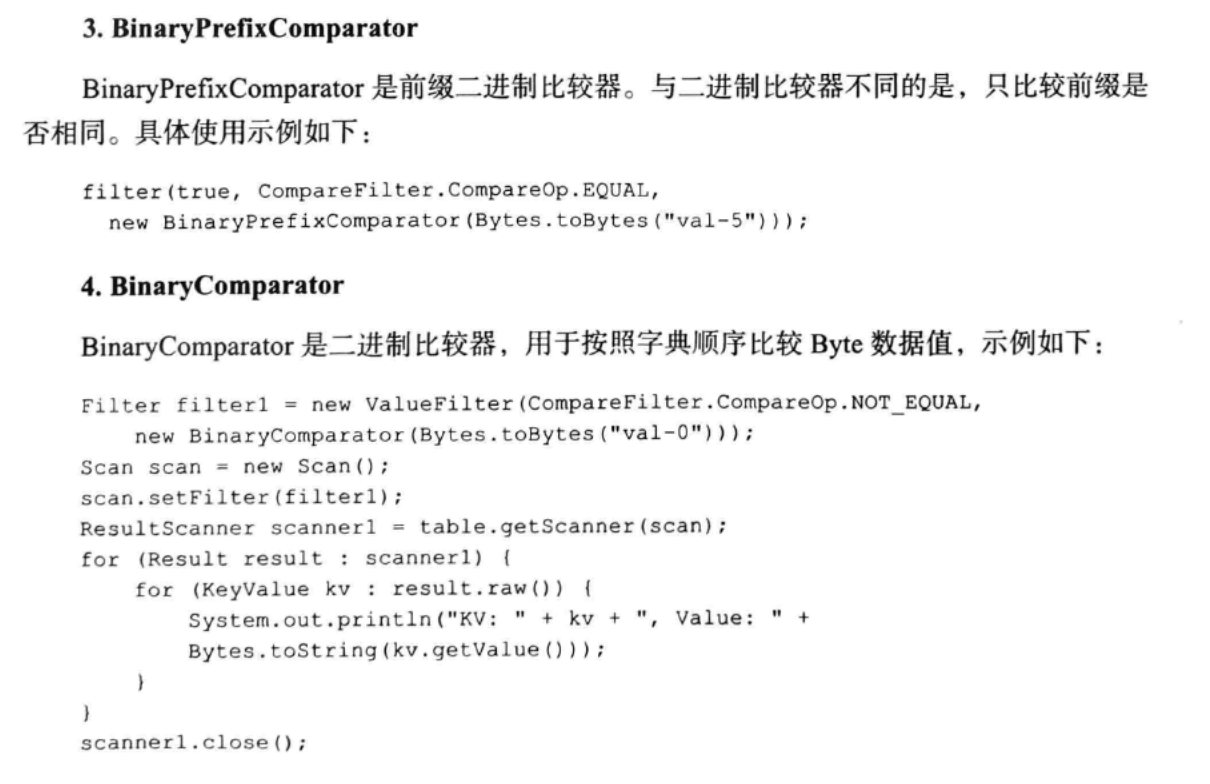 3. BinaryPrefixComparator
BinaryPrefixComparator 是前缀二进制比较器。与二进制比较器不同的是，只比较前缀是
否相同。具体使用示例如下：
filter(true, CompareFilter.CompareOp.EQUAL,
  new BinaryPrefixComparator(Bytes.toBytes("val-5")));
4. BinaryComparator
BinaryComparator 是二进制比较器，用于按照字典顺序比较 Byte 数据值，示例如下：
Filter filter1 = new ValueFilter(CompareFilter.CompareOp.NOT_EQUAL,
    new BinaryComparator(Bytes.toBytes("val-0")));
Scan scan = new Scan();
scan.setFilter(filter1);
ResultScanner scanner1 = table.getScanner(scan);
for (Result result : scanner1) {
    for (KeyValue kv : result.raw()) {
        System.out.println("KV: " + kv + ", Value: " +
        Bytes.toString(kv.getValue()));
    }
}
scanner1.close();